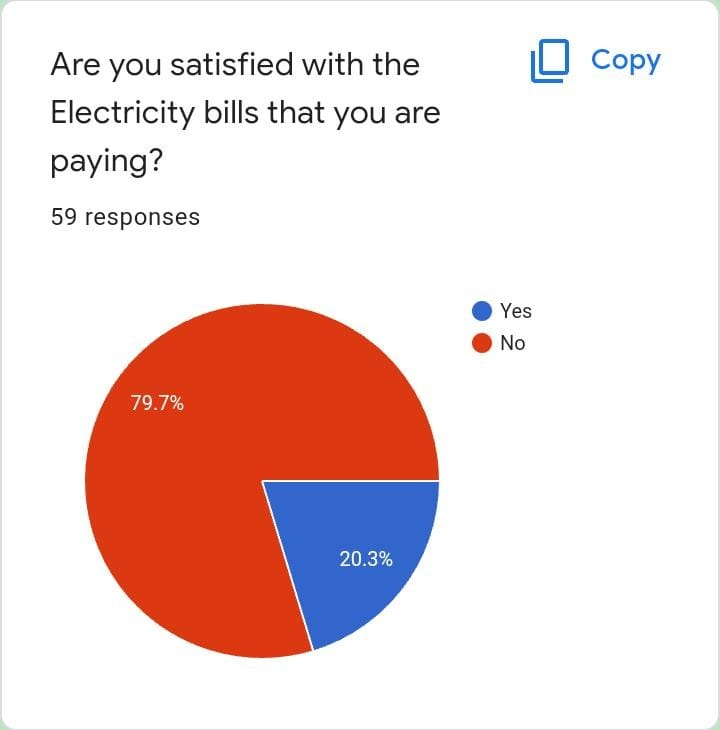 Are you satisfied with the
Electricity bills that you are
paying?
Copy
59 responses
Yes
No
79.7%
20.3%